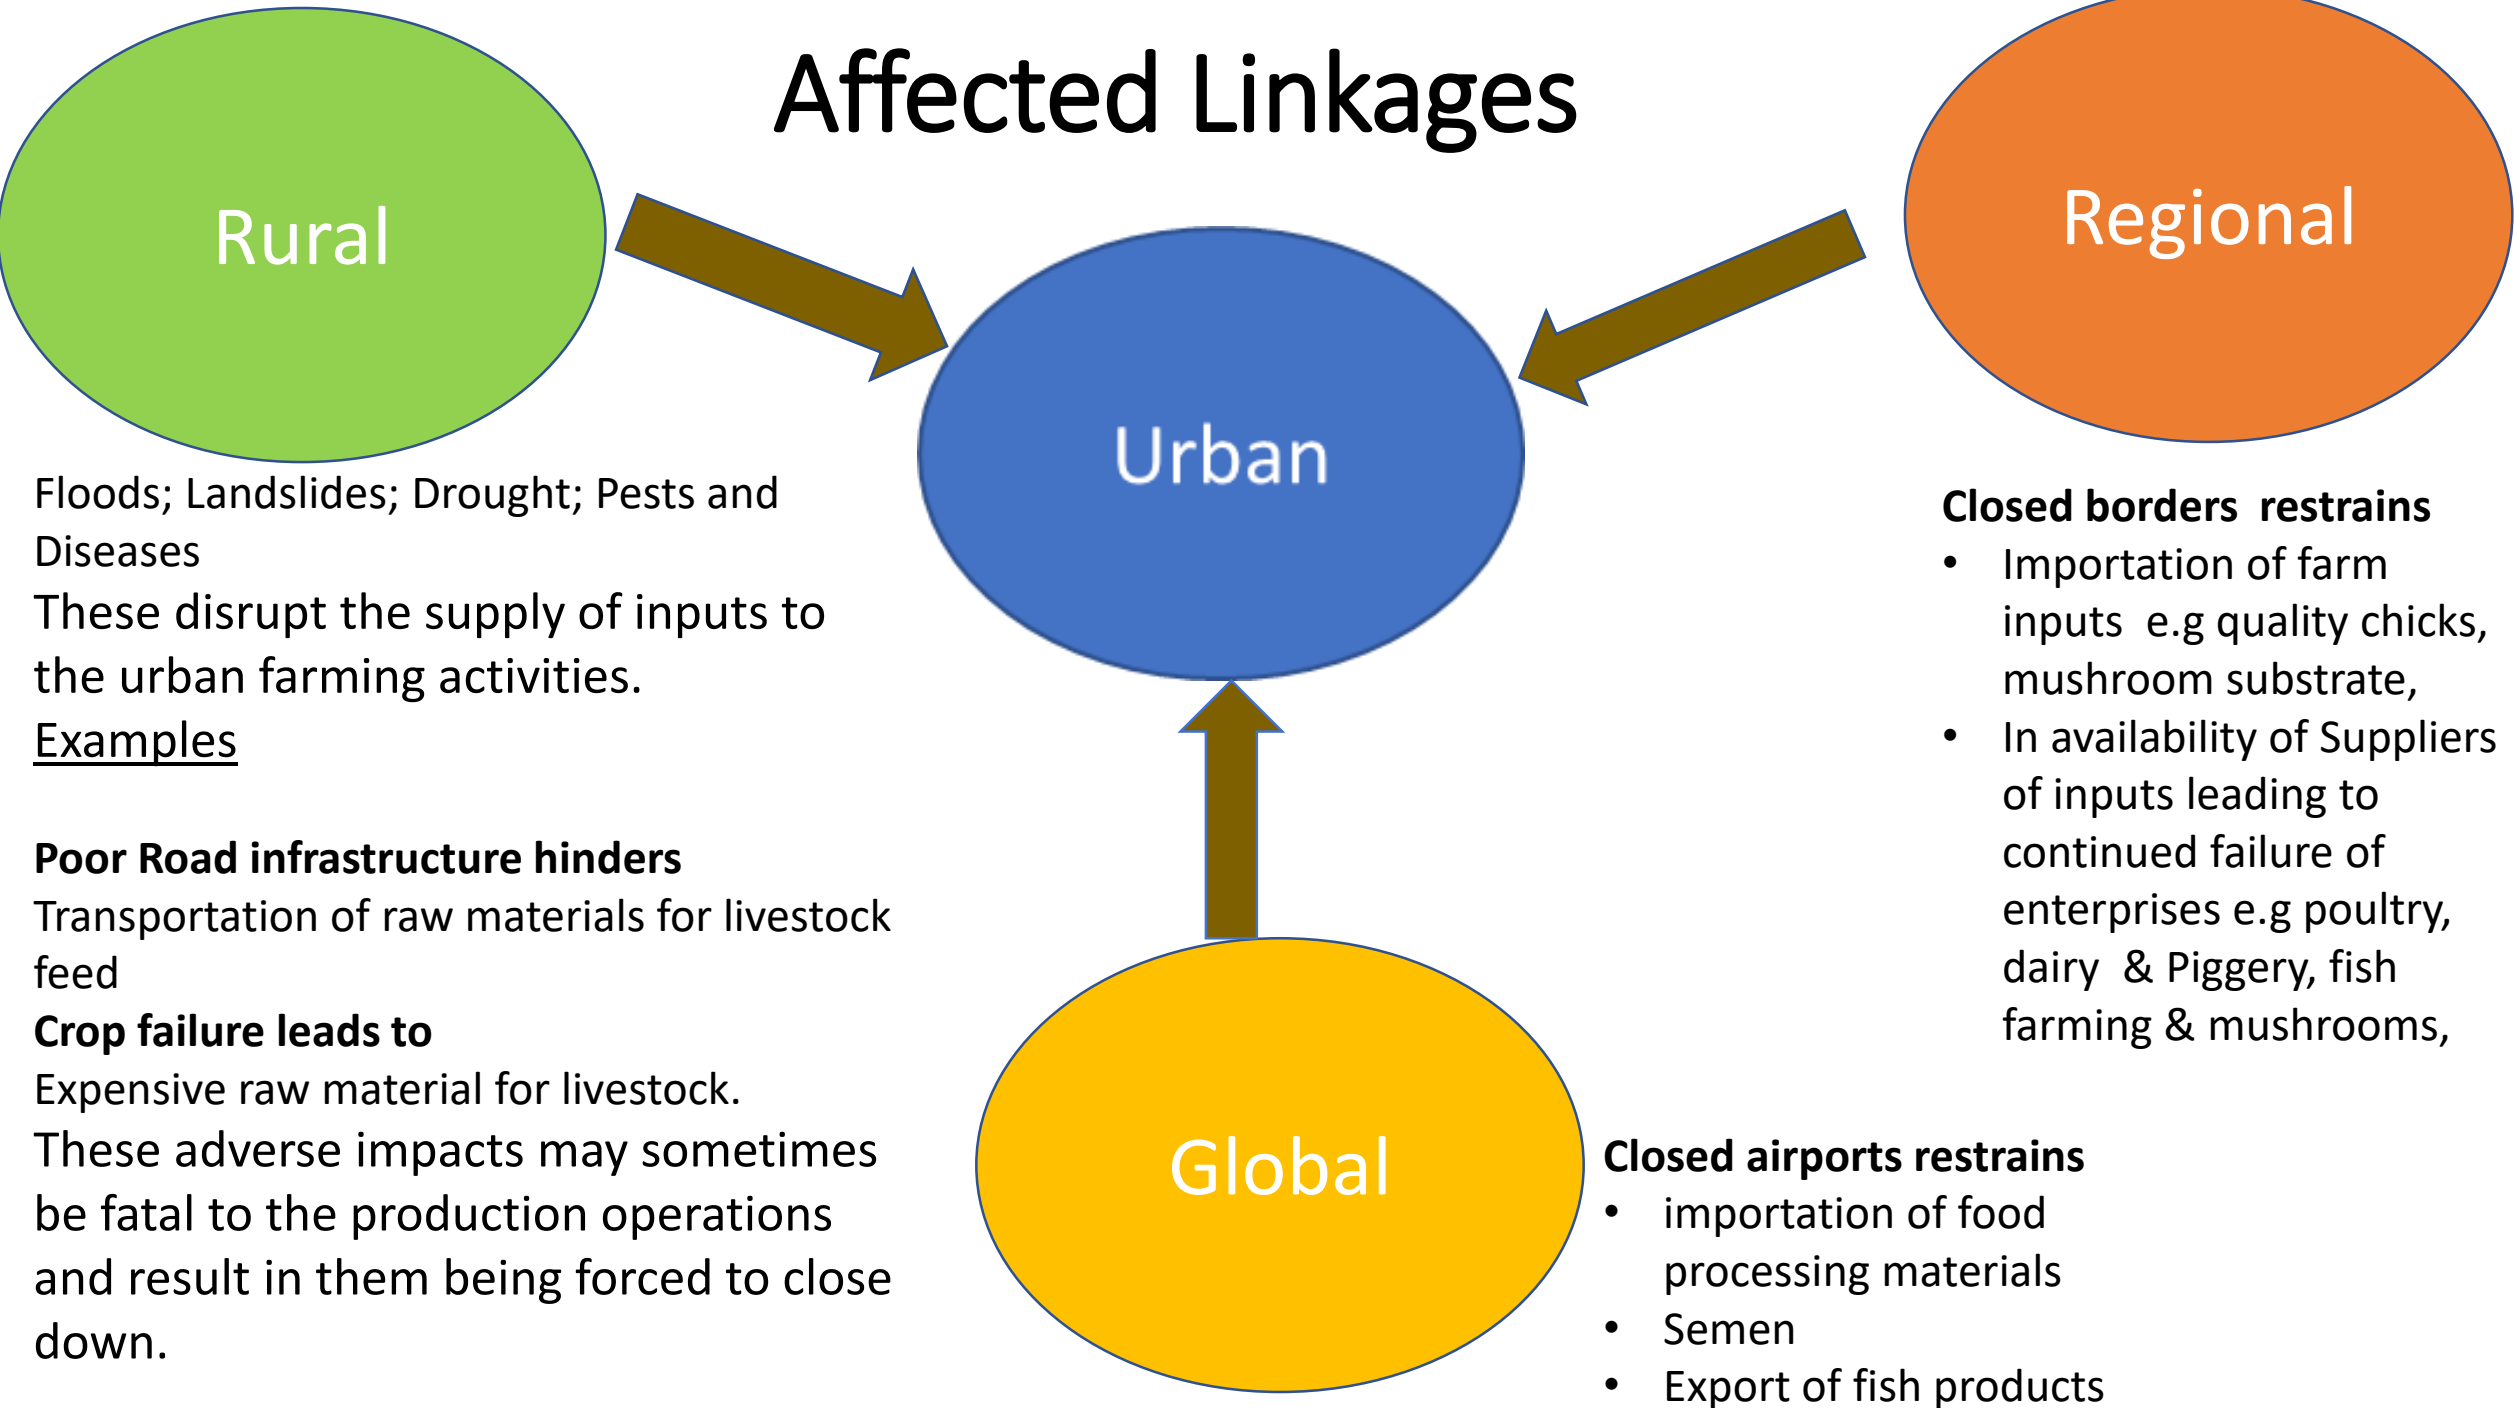 Affected Linkages
Rural
Regional
Urban
Floods; Landslides; Drought; Pests and
Diseases
These disrupt the supply of inputs to
the urban farming activities.
Examples
Poor Road infrastructure hinders
Transportation of raw materials for livestock
feed
Crop failure leads to
Expensive raw material for livestock.
These adverse impacts may sometimes
be fatal to the production operations
and result in them being forced to close
down.
Closed borders  restrains
• Importation of farm
inputs  e.g quality chicks,
mushroom substrate,
• In availability of Suppliers
of inputs leading to
continued failure of
enterprises e.g poultry,
dairy  & Piggery, fish
farming & mushrooms,
Global
Closed airports restrains
• importation of food
processing materials
• Semen
• Export of fish products